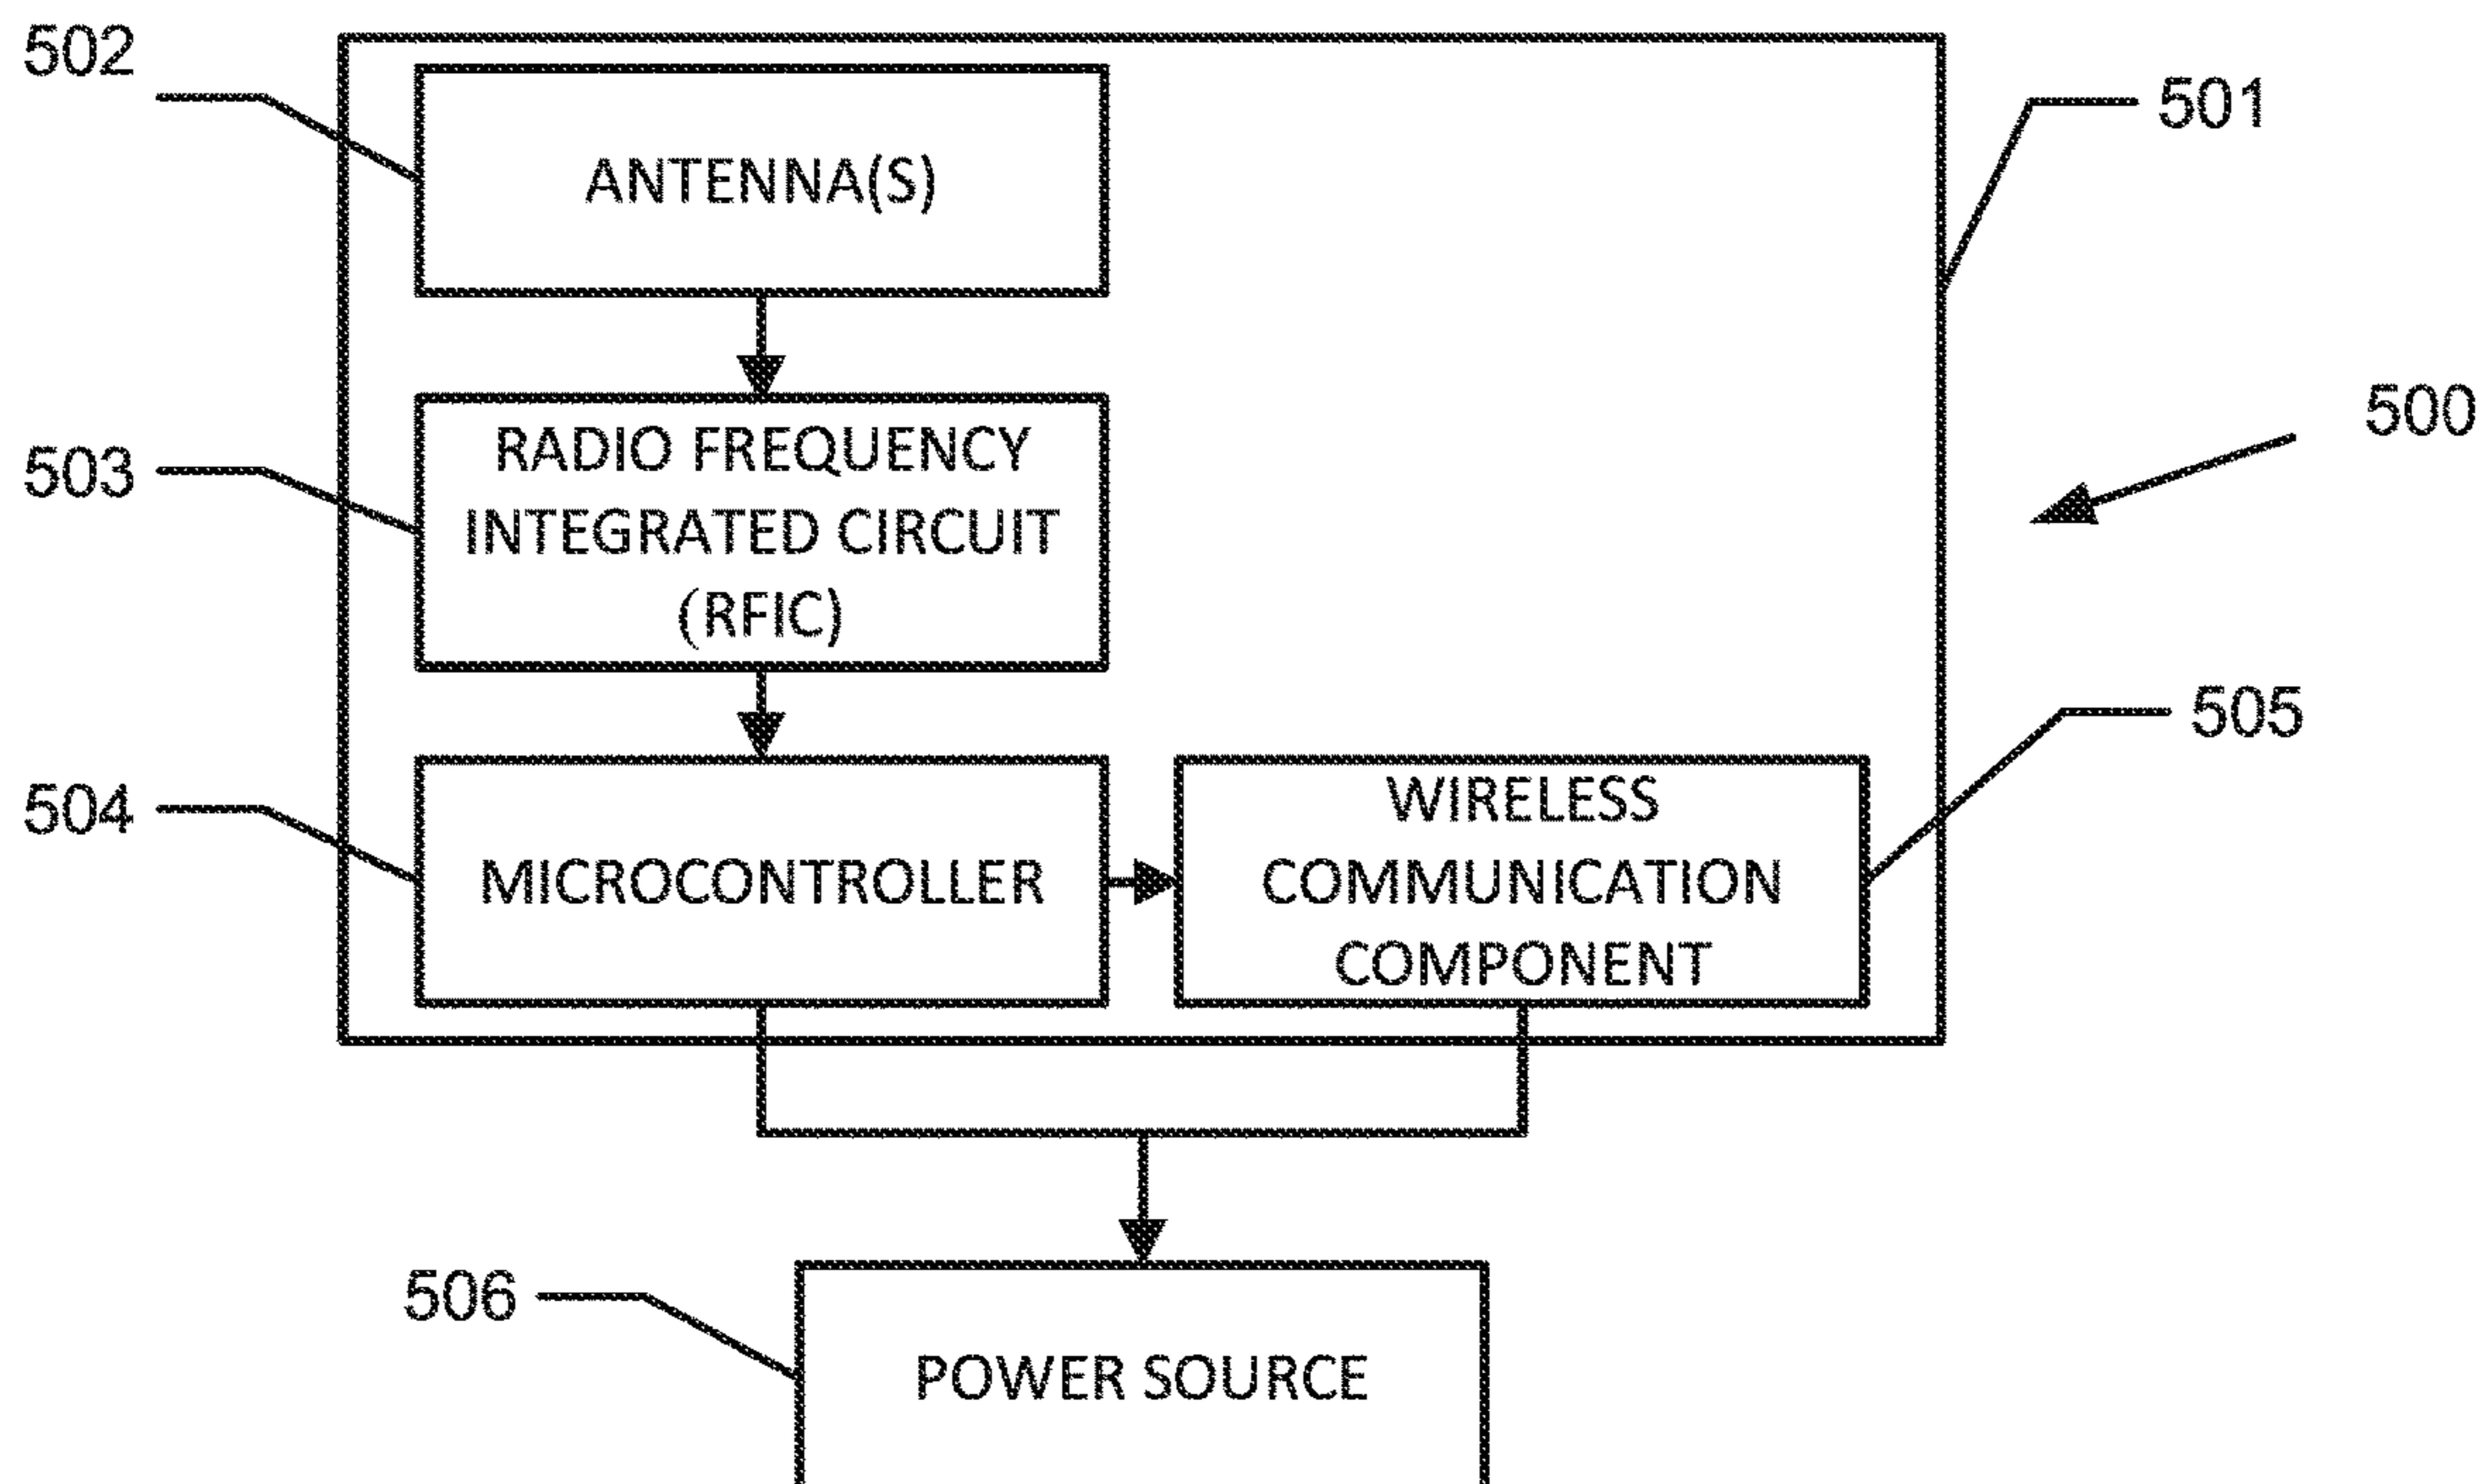 502
501
ANTENNA(S)
500
503
RADIO FREQUENCY
INTEGRATED CIRCUIT
(RFIC)
505
504
MICROCONTROLLER
WIRELESS
COMMUNICATION
COMPONENT
506
POWER SOURCE